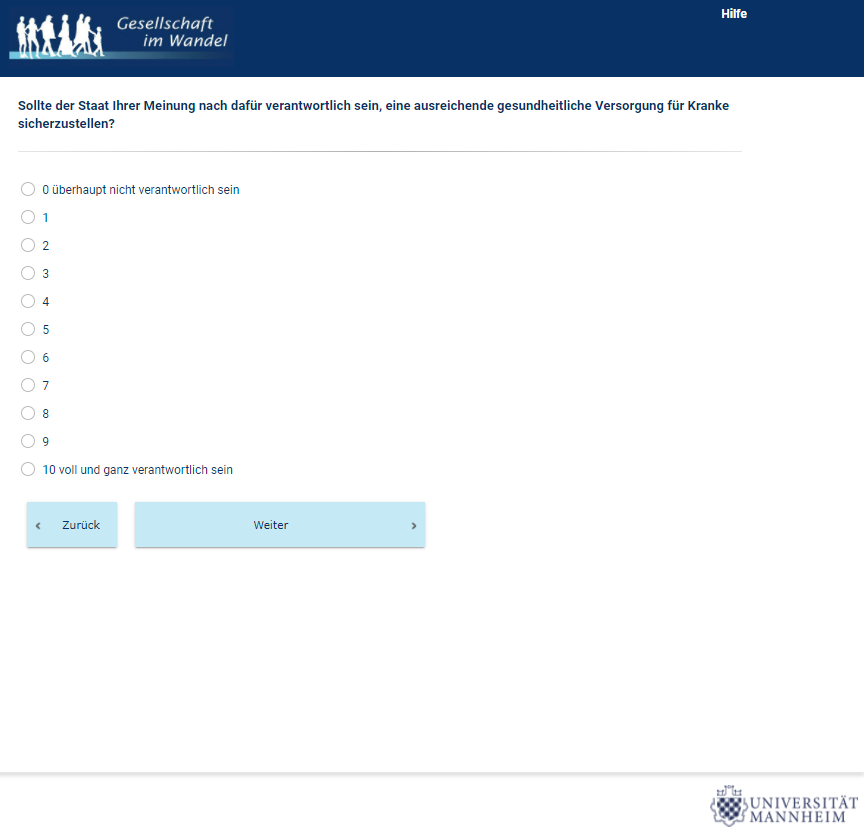 Gesellschaft
im Wandel
Hilfe
Sollte der Staat Ihrer Meinung nach dafür verantwortlich sein, eine ausreichende gesundheitliche Versorgung für Kranke
sicherzustellen?
0 überhaupt nicht verantwortlich sein
1
2
3
4
5
6
7
8
9
10 voll und ganz verantwortlich sein
‹ Zurück
Weiter ›
UNIVERSITÄT
MANNHEIM